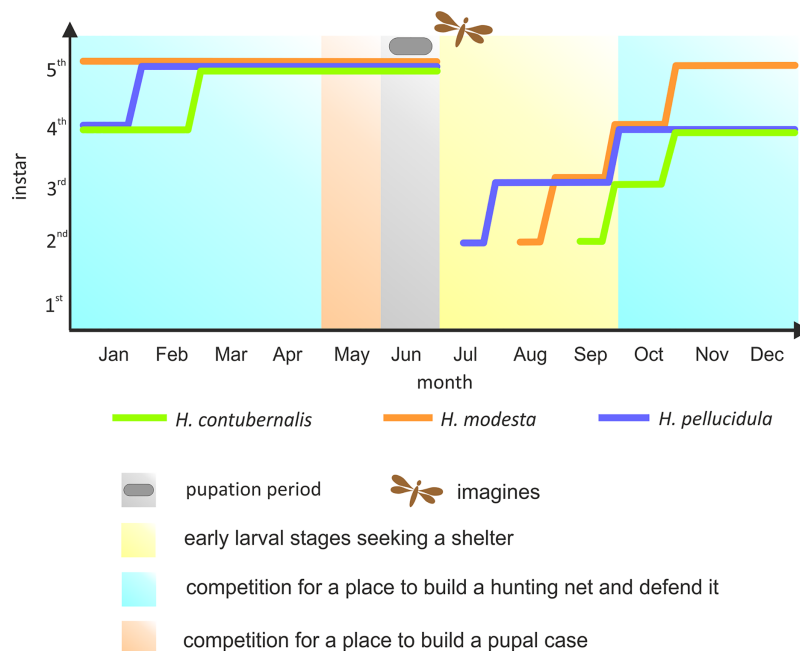 5th
4th
3rd
2nd
1st
instar
Jan Feb Mar Apr May Jun Jul Aug Sep Oct Nov Dec
month
H. contubernalis H. modesta H. pellucidula
pupation period imagines
early larval stages seeking a shelter
competition for a place to build a hunting net and defend it
competition for a place to build a pupal case